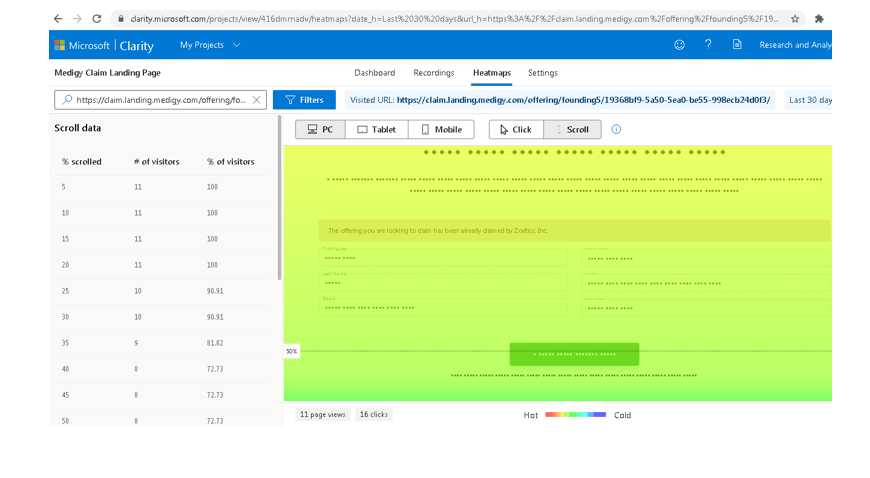 clarity.microsoft.com/projects/view/416dmrnadv/heatmaps?date_h=Last%2030%20days&url_h=https%3A%2F%2Fclaim.landing.medigy.com%2Foffering%2Ffounding5%2F19...
Microsoft | Clarity My Projects ? Research and Analy
Medigy Claim Landing Page Dashboard Recordings Heatmaps Settings
https://claim.landing.medigy.com/offering/fo... Filters Visited URL: https://claim.landing.medigy.com/offering/founding5/19368bf9-5a50-5ea0-be55-998ecb24d0f3/ Last 30 day
Scroll data PC Tablet Mobile Click Scroll
% scrolled # of visitors % of visitors
5 11 100
10 11 100
15 11 100
20 11 100
25 10 90.91
30 10 90.91
35 9 81.82
40 8 72.73
45 8 72.73
50 8 72.73
The offering you are looking to claim has been already claimed by Zoetics, Inc.
First Name
Last Name
Email
50%
11 page views 16 clicks Hot Cold